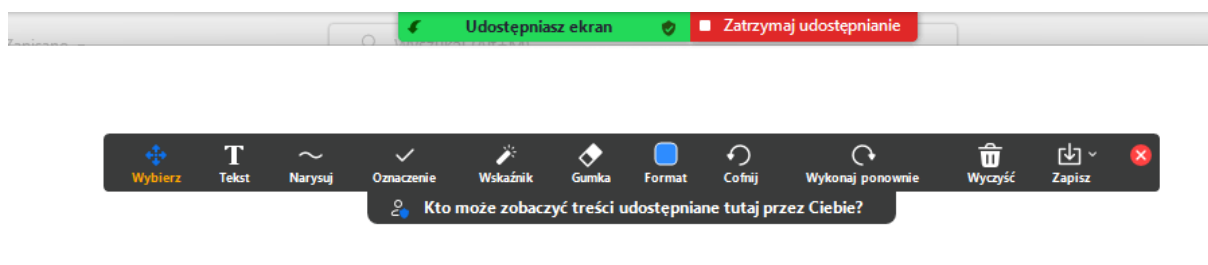 Udostępniasz ekran Zatrzymaj udostępnianie
Wybierz Tekst Narysuj Oznaczenie Wskaźnik Gumka Format Cofnij Wykonaj ponownie Wyczyść Zapisz
Kto może zobaczyć treści udostępniane tutaj przez Ciebie?